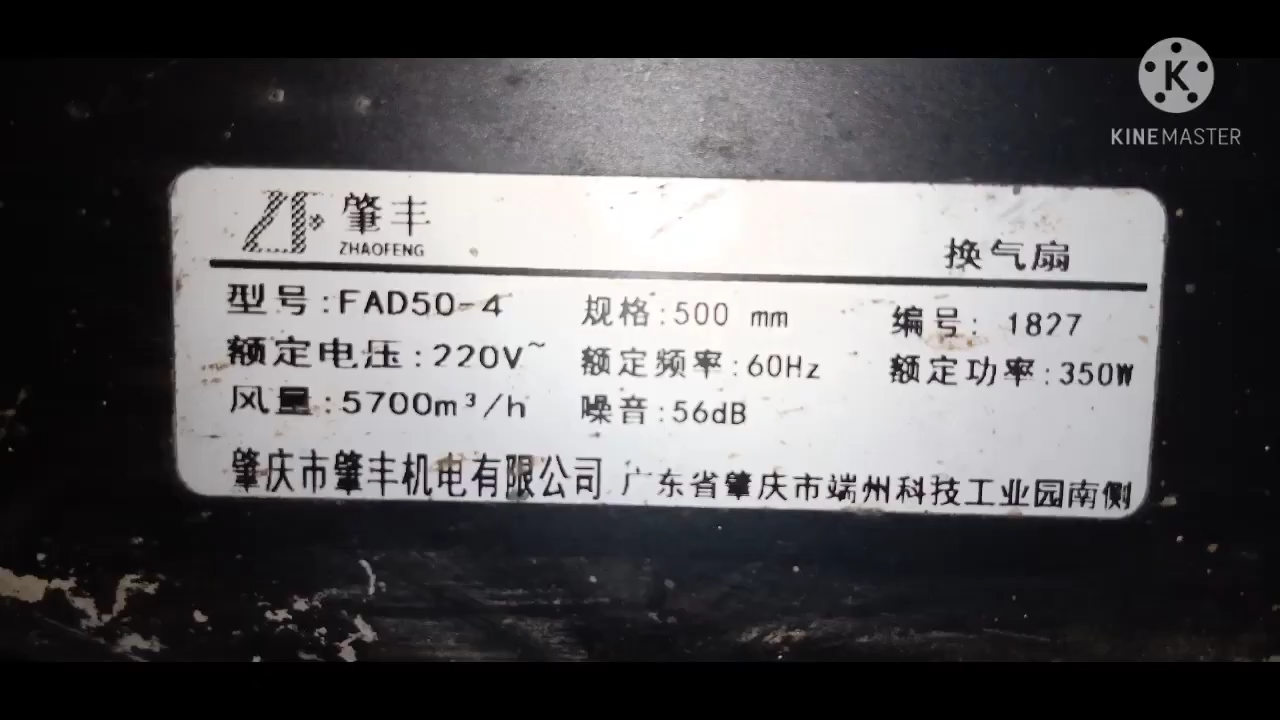 KINEMASTER
ZF 肇丰
ZHAOFENG
换气扇
型号:FAD50-4 规格:500 mm 编号: 1827
额定电压:220V~ 额定频率:60Hz 额定功率:350W
风量:5700m³/h 噪音:56dB
肇庆市肇丰机电有限公司 广东省肇庆市端州科技工业园南侧